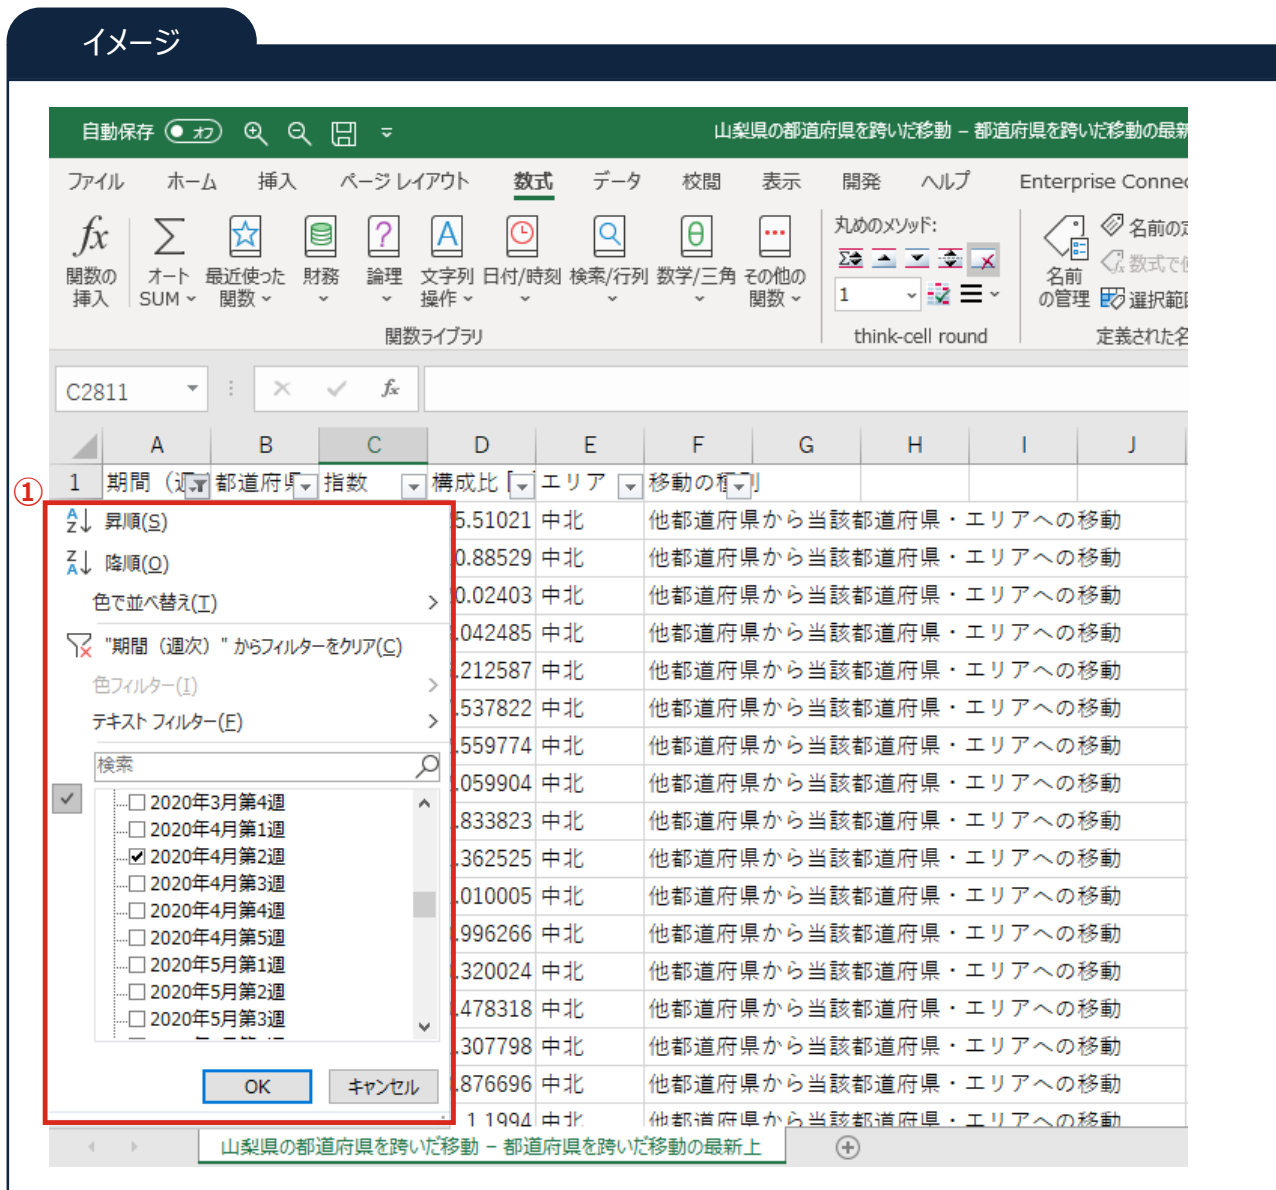 イメージ
自動保存 オフ 山梨県の都道府県を跨いだ移動 – 都道府県を跨いだ移動の最新
ファイル ホーム 挿入 ページ レイアウト 数式 データ 校閲 表示 開発 ヘルプ Enterprise Connec
関数の挿入 オート SUM 最近使った関数 財務 論理 文字列操作 日付/時刻 検索/行列 数学/三角 その他の関数 丸めのメソッド: 1 名前の管理 名前の 数式で 選択範囲
関数ライブラリ think-cell round 定義された名
C2811 fx
A B C D E F G H I J
1 期間（週 都道府県 指数 構成比 [ エリア 移動の種別
①
昇順(S) 5.51021 中北 他都道府県から当該都道府県・エリアへの移動
降順(O) 0.88529 中北 他都道府県から当該都道府県・エリアへの移動
色で並べ替え(T) 0.02403 中北 他都道府県から当該都道府県・エリアへの移動
"期間（週次）" からフィルターをクリア(C) .042485 中北 他都道府県から当該都道府県・エリアへの移動
色フィルター(I) .212587 中北 他都道府県から当該都道府県・エリアへの移動
テキスト フィルター(F) .537822 中北 他都道府県から当該都道府県・エリアへの移動
検索 .559774 中北 他都道府県から当該都道府県・エリアへの移動
2020年3月第4週 .059904 中北 他都道府県から当該都道府県・エリアへの移動
2020年4月第1週 .833823 中北 他都道府県から当該都道府県・エリアへの移動
2020年4月第2週 .362525 中北 他都道府県から当該都道府県・エリアへの移動
2020年4月第3週 .010005 中北 他都道府県から当該都道府県・エリアへの移動
2020年4月第4週
2020年4月第5週 .996266 中北 他都道府県から当該都道府県・エリアへの移動
2020年5月第1週 .320024 中北 他都道府県から当該都道府県・エリアへの移動
2020年5月第2週 .478318 中北 他都道府県から当該都道府県・エリアへの移動
2020年5月第3週 .307798 中北 他都道府県から当該都道府県・エリアへの移動
OK キャンセル .876696 中北 他都道府県から当該都道府県・エリアへの移動
1.1994 中北 他都道府県から当該都道府県・エリアへの移動
山梨県の都道府県を跨いだ移動 – 都道府県を跨いだ移動の最新上